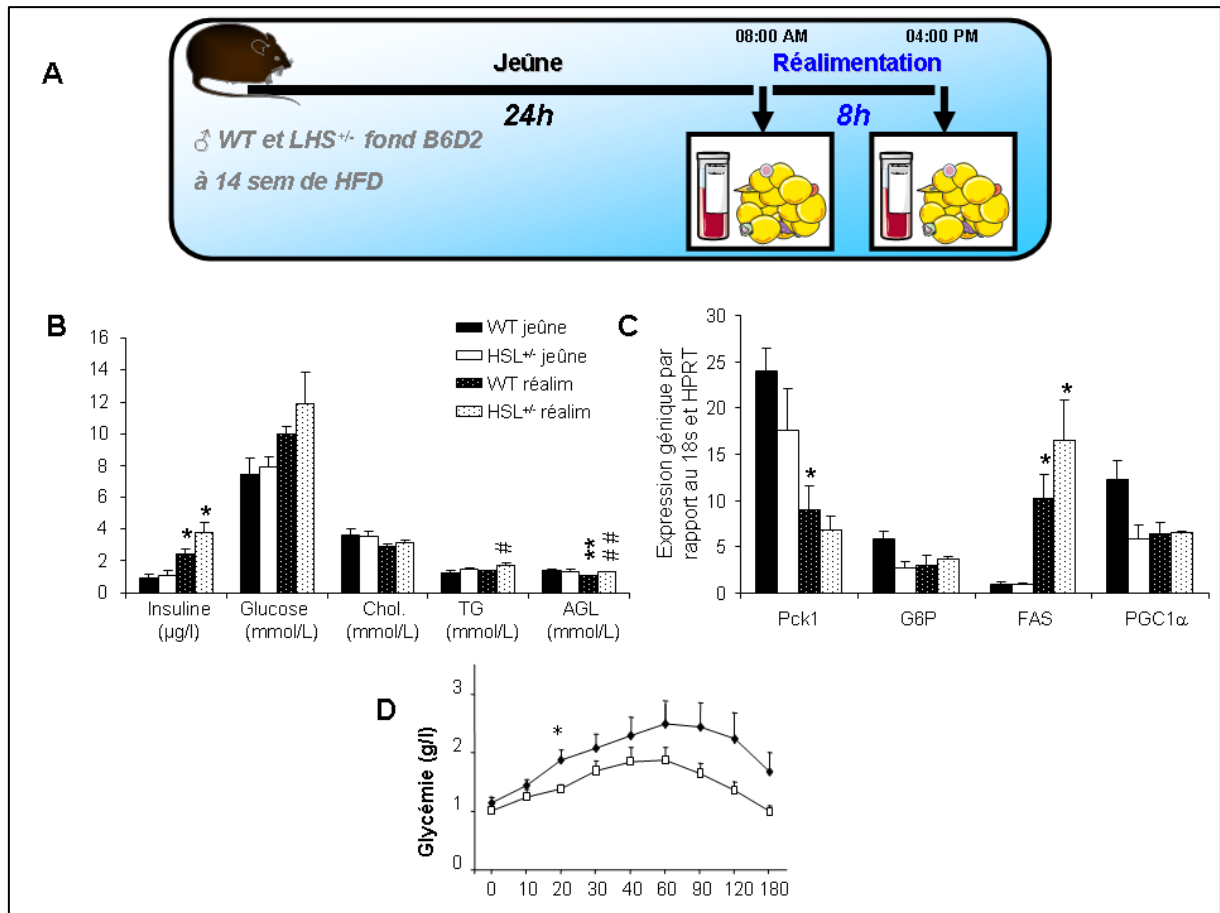 A
08:00 AM 04:00 PM
Jeûne Réalimentation
24h 8h
♂ WT et LHS+/- fond B6D2
à 14 sem de HFD
B
16
14
12
10
8
6
4
2
0
WT jeûne
HSL+/- jeûne
WT réalim
HSL+/- réalim
* * # ** ##
Insuline Glucose Chol. TG AGL
(µg/l) (mmol/L) (mmol/L) (mmol/L) (mmol/L)
C
Expression génique par
rapport au 18s et HPRT
30
25
20
15
10
5
0
* * *
Pck1 G6P FAS PGC1α
D
Glycémie (g/l)
3
2
1
0
*
0 10 20 30 40 60 90 120 180